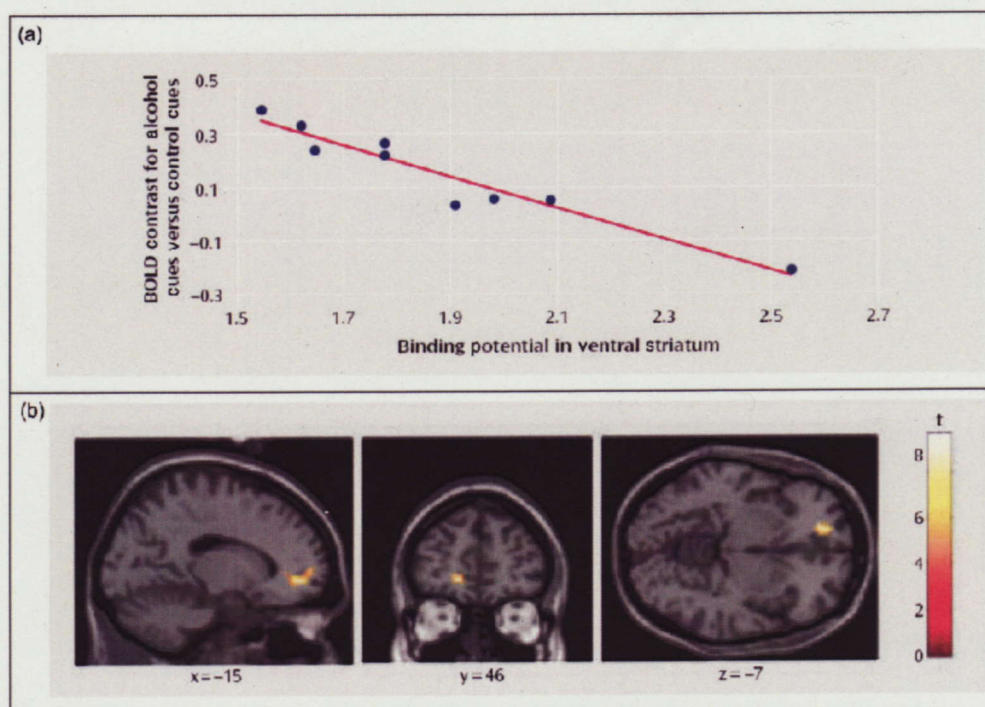 (a)
BOLD contrast for alcohol
cues versus control cues
0.5
0.3
0.1
−0.1
−0.3
1.5 1.7 1.9 2.1 2.3 2.5 2.7
Binding potential in ventral striatum
(b)
x=−15
y=46
z=−7
t
8
6
4
2
0